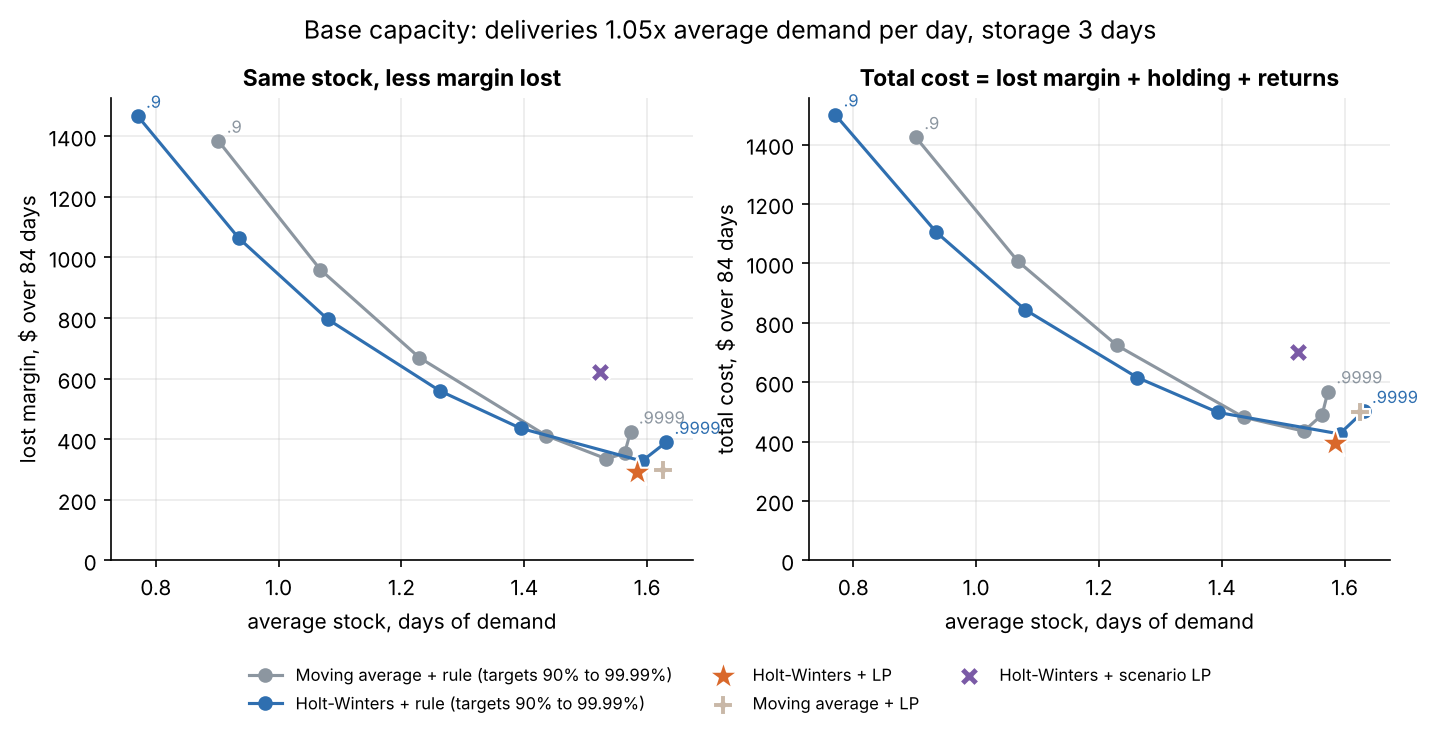 Base capacity: deliveries 1.05x average demand per day, storage 3 days
Same stock, less margin lost
lost margin, $ over 84 days
1400
1200
1000
800
600
400
200
0
.9
.9
.9999
.9999
0.8
1.0
1.2
1.4
1.6
average stock, days of demand
Total cost = lost margin + holding + returns
total cost, $ over 84 days
1400
1200
1000
800
600
400
200
0
.9
.9
.9999
.9999
0.8
1.0
1.2
1.4
1.6
average stock, days of demand
Moving average + rule (targets 90% to 99.99%)
Holt-Winters + rule (targets 90% to 99.99%)
Holt-Winters + LP
Moving average + LP
Holt-Winters + scenario LP